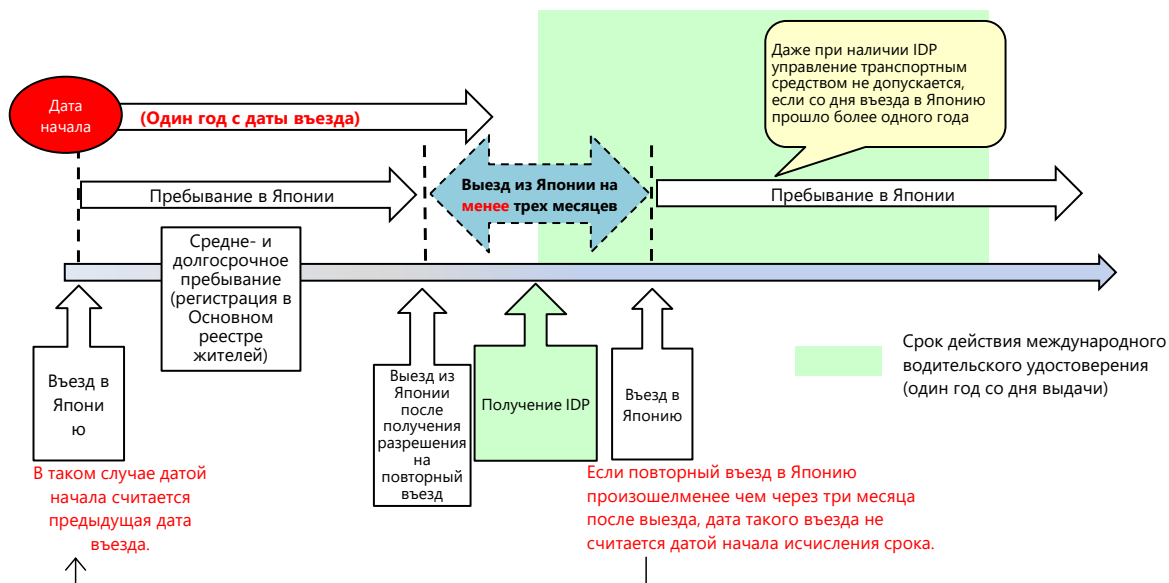 Даже при наличии IDP
управление транспортным
средством не допускается,
если со дня въезда в Японию
прошло более одного года
Дата
начала
(Один год с даты въезда)
Пребывание в Японии
Выезд из Японии на
менее трех месяцев
Пребывание в Японии
Средне- и
долгосрочное
пребывание
(регистрация в
Основном
реестре
жителей)
Въезд в
Япони
ю
Выезд из
Японии
после
получения
разрешения
на
повторный
въезд
Получение IDP
Въезд в
Японию
Срок действия международного
водительского удостоверения
(один год со дня выдачи)
В таком случае датой
начала считается
предыдущая дата
въезда.
Если повторный въезд в Японию
произошелменее чем через три месяца
после выезда, дата такого въезда не
считается датой начала исчисления срока.